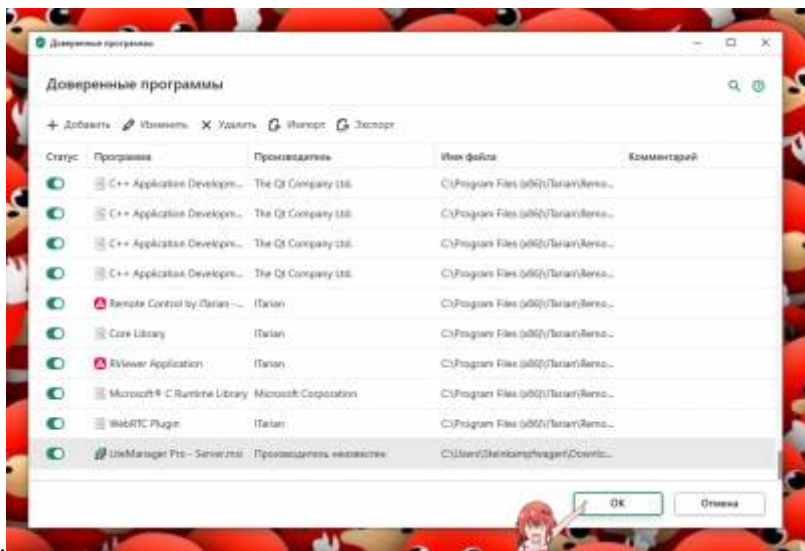 Доверенные программы
Доверенные программы
Добавить Изменить Удалить Импорт Экспорт
Статус Программа Производитель Имя файла Комментарий
C++ Application Developm... The Qt Company Ltd. C:\Program Files (x86)\ITarian\Remo...
C++ Application Developm... The Qt Company Ltd. C:\Program Files (x86)\ITarian\Remo...
C++ Application Developm... The Qt Company Ltd. C:\Program Files (x86)\ITarian\Remo...
C++ Application Developm... The Qt Company Ltd. C:\Program Files (x86)\ITarian\Remo...
Remote Control by ITarian -... ITarian C:\Program Files (x86)\ITarian\Remo...
Core Library ITarian C:\Program Files (x86)\ITarian\Remo...
RViewer Application ITarian C:\Program Files (x86)\ITarian\Remo...
Microsoft® C Runtime Library Microsoft Corporation C:\Program Files (x86)\ITarian\Remo...
WebRTC Plugin ITarian C:\Program Files (x86)\ITarian\Remo...
LiteManager Pro - Server.msi Производитель неизвестен C:\Users\Steinkampfwagen\Downlo...
ОК Отмена